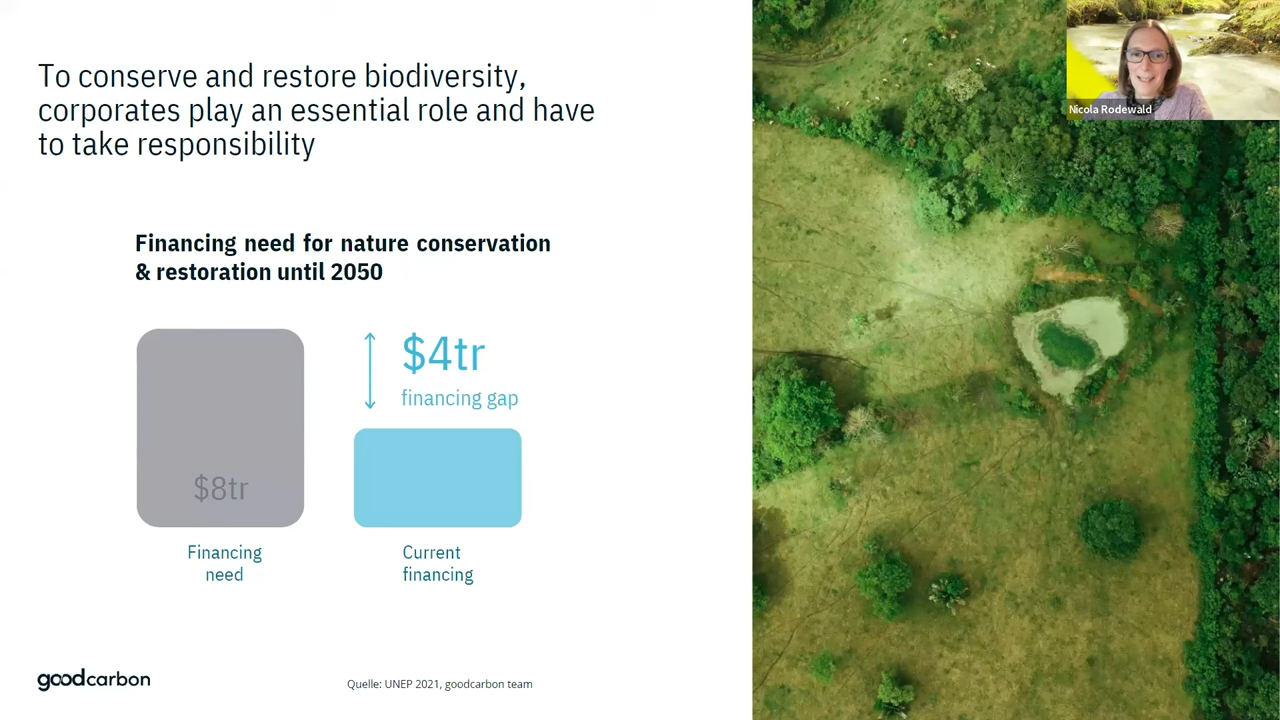 To conserve and restore biodiversity,
corporates play an essential role and have
to take responsibility
Nicola Rodewald
Financing need for nature conservation
& restoration until 2050
$4tr
financing gap
$8tr
Financing
need
Current
financing
goodcarbon
Quelle: UNEP 2021, goodcarbon team